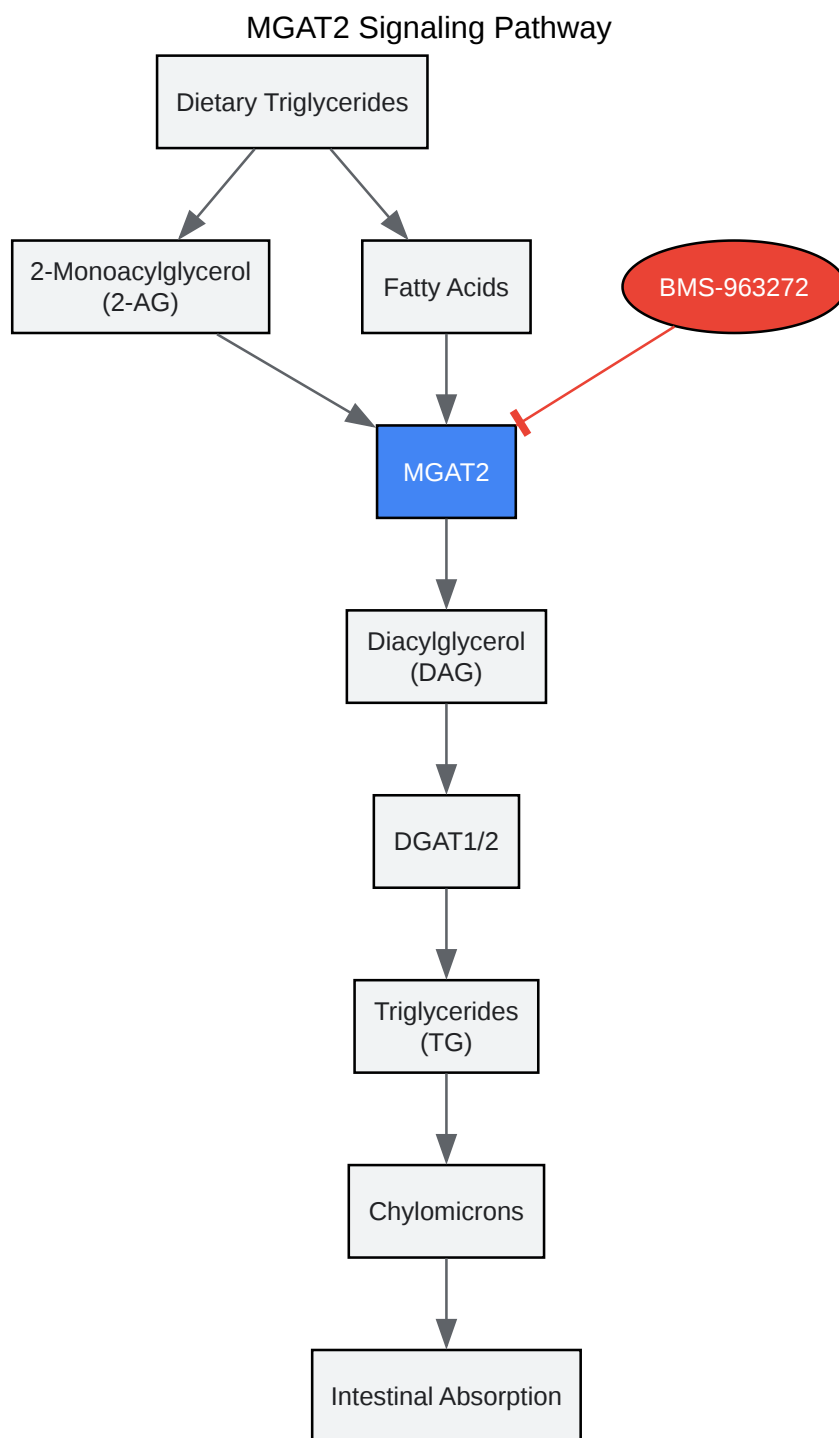 MGAT2 Signaling Pathway
Dietary Triglycerides
2-Monoacylglycerol
(2-AG)
Fatty Acids
BMS-963272
MGAT2
Diacylglycerol
(DAG)
DGAT1/2
Triglycerides
(TG)
Chylomicrons
Intestinal Absorption